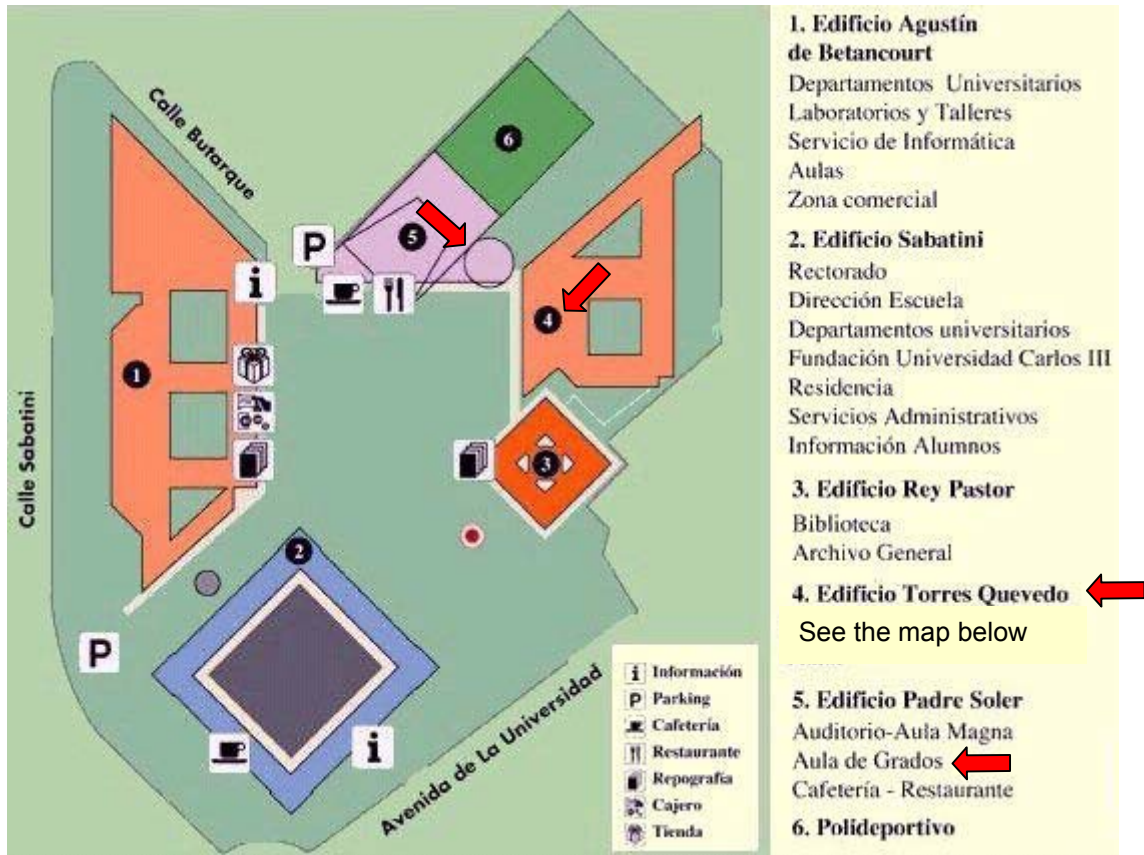 Calle Butarque
Calle Sabatini
Avenida de La Universidad
1
2
3
4
5
6
P
P
i
i
i Información
P Parking
Cafetería
Restaurante
Repografía
Cajero
Tienda
1. Edificio Agustín
de Betancourt
Departamentos Universitarios
Laboratorios y Talleres
Servicio de Informática
Aulas
Zona comercial
2. Edificio Sabatini
Rectorado
Dirección Escuela
Departamentos universitarios
Fundación Universidad Carlos III
Residencia
Servicios Administrativos
Información Alumnos
3. Edificio Rey Pastor
Biblioteca
Archivo General
4. Edificio Torres Quevedo
See the map below
5. Edificio Padre Soler
Auditorio-Aula Magna
Aula de Grados
Cafetería - Restaurante
6. Polideportivo